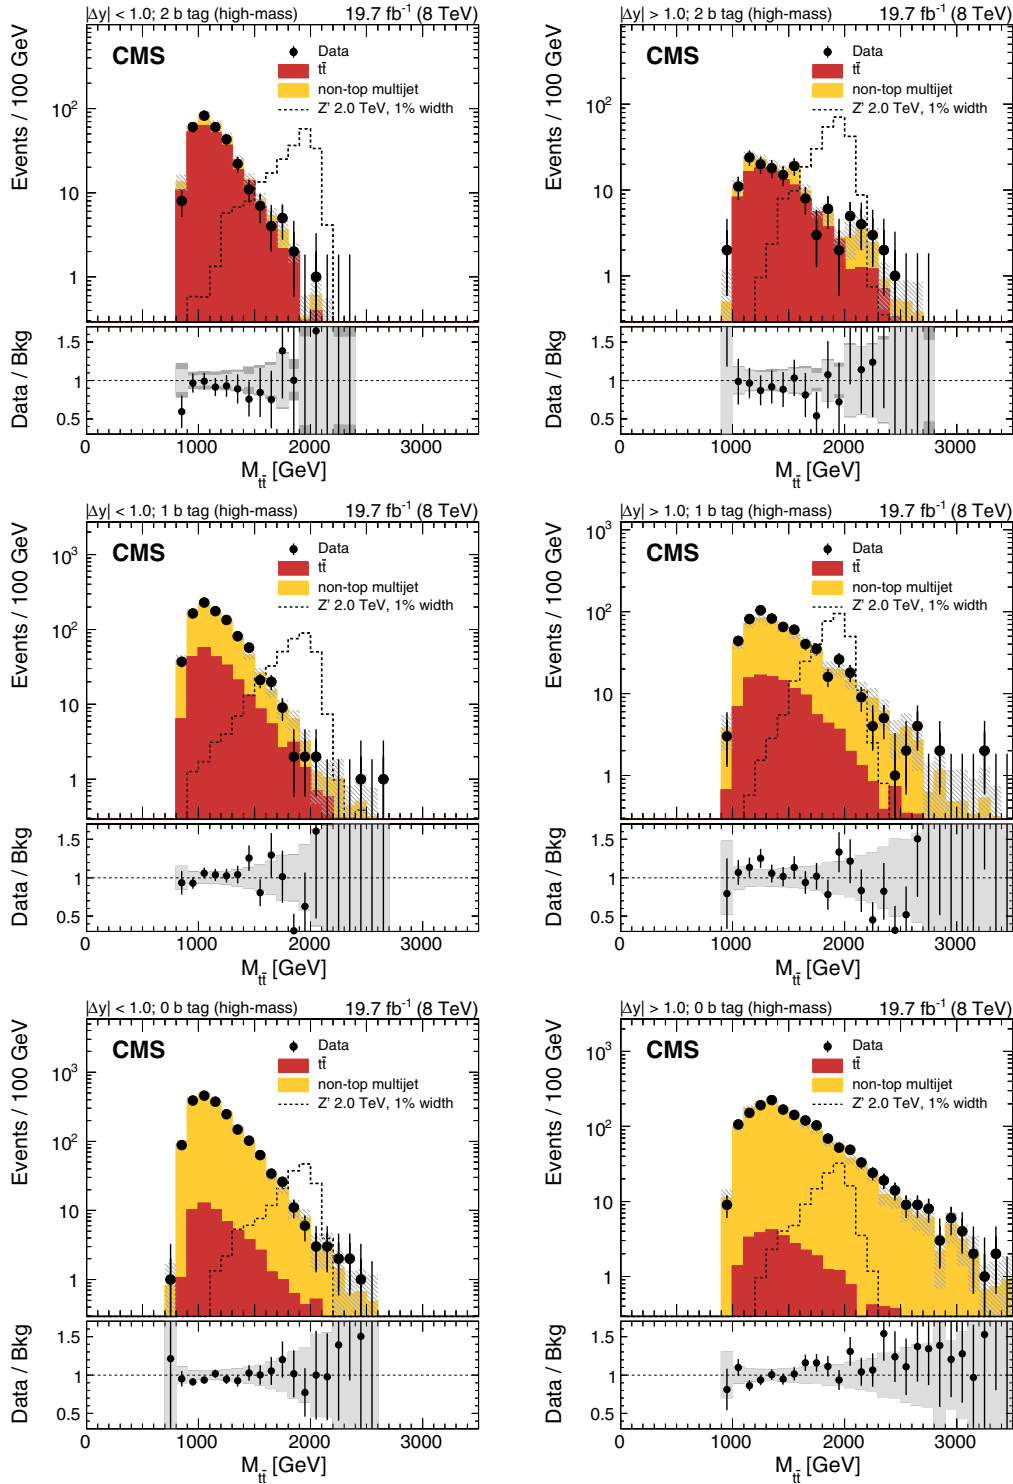 |Δy| < 1.0; 2 b tag (high-mass) 19.7 fb⁻¹ (8 TeV)
CMS
Data
tt̄
non-top multijet
Z' 2.0 TeV, 1% width
Events / 100 GeV
10²
10
1
Data / Bkg
1.5
1
0.5
0 1000 2000 3000
M_tt̄ [GeV]
|Δy| > 1.0; 2 b tag (high-mass) 19.7 fb⁻¹ (8 TeV)
CMS
Data
tt̄
non-top multijet
Z' 2.0 TeV, 1% width
Events / 100 GeV
10²
10
1
Data / Bkg
1.5
1
0.5
0 1000 2000 3000
M_tt̄ [GeV]
|Δy| < 1.0; 1 b tag (high-mass) 19.7 fb⁻¹ (8 TeV)
CMS
Data
tt̄
non-top multijet
Z' 2.0 TeV, 1% width
Events / 100 GeV
10³
10²
10
1
Data / Bkg
1.5
1
0.5
0 1000 2000 3000
M_tt̄ [GeV]
|Δy| > 1.0; 1 b tag (high-mass) 19.7 fb⁻¹ (8 TeV)
CMS
Data
tt̄
non-top multijet
Z' 2.0 TeV, 1% width
Events / 100 GeV
10³
10²
10
1
Data / Bkg
1.5
1
0.5
0 1000 2000 3000
M_tt̄ [GeV]
|Δy| < 1.0; 0 b tag (high-mass) 19.7 fb⁻¹ (8 TeV)
CMS
Data
tt̄
non-top multijet
Z' 2.0 TeV, 1% width
Events / 100 GeV
10³
10²
10
1
Data / Bkg
1.5
1
0.5
0 1000 2000 3000
M_tt̄ [GeV]
|Δy| > 1.0; 0 b tag (high-mass) 19.7 fb⁻¹ (8 TeV)
CMS
Data
tt̄
non-top multijet
Z' 2.0 TeV, 1% width
Events / 100 GeV
10³
10²
10
1
Data / Bkg
1.5
1
0.5
0 1000 2000 3000
M_tt̄ [GeV]